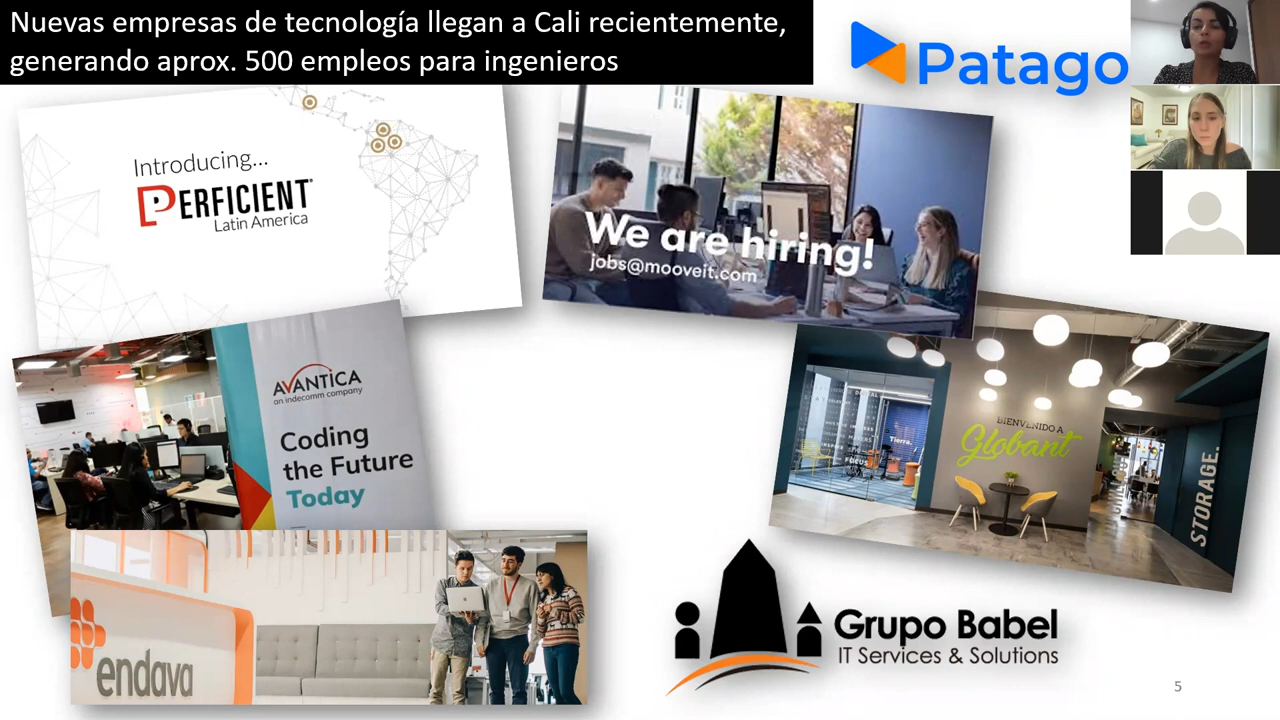 Nuevas empresas de tecnología llegan a Cali recientemente,
generando aprox. 500 empleos para ingenieros
Patago
Introducing...
PERFICIENT
Latin America
We are hiring!
jobs@mooveit.com
AVANTICA
an indecomm company
Coding
the Future
Today
BIENVENIDO A
Globant
Tierra.
FOCUS
STORAGE.
endava
Grupo Babel
IT Services & Solutions
5